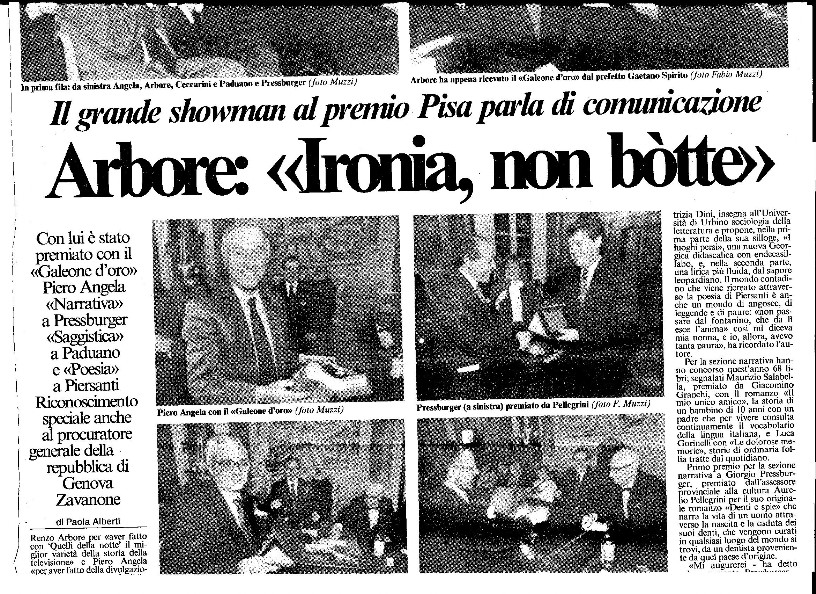 In prima fila: da sinistra Angela, Arbore, Ceccarini e Paduano e Pressburger (foto Muzzi)
Arbore ha appena ricevuto il «Galeone d'oro» dal prefetto Gaetano Spirito (foto Fabio Muzzi)
Il grande showman al premio Pisa parla di comunicazione
Arbore: «Ironia, non bòtte»
Con lui è stato
premiato con il
«Galeone d'oro»
Piero Angela
«Narrativa»
a Pressburger
«Saggistica»
a Paduano
e «Poesia»
a Piersanti
Riconoscimento
speciale anche
al procuratore
generale della
repubblica di
Genova
Zavanone
di Paola Alberti
Renzo Arbore per «aver fatto
con 'Quelli della notte' il mi-
glior varietà della storia della
televisione» e Piero Angela
«per aver fatto della divulgazio-
Piero Angela con il «Galeone d'oro» (foto Muzzi)
Pressburger (a sinistra) premiato da Pellegrini (foto F. Muzzi)
trizia Dini, insegna all'Univer-
sità di Urbino sociologia della
letteratura e propone, nella pri-
ma parte della sua silloge, «I
luoghi persi», una nuova Geor-
gica didascalica con endecasil-
labo, e, nella seconda parte,
una lirica più fluida, dal sapore
leopardiano. Il mondo contadi-
no che viene ricreato attraver-
so la poesia di Piersanti è an-
che un mondo di angosce, di
leggende e di paure: «non pas-
sare dal fontanino, che da lì
esce l'anima» così mi diceva
mia nonna, e io, allora, avevo
tanta paura», ha ricordato l'au-
tore.
Per la sezione narrativa han-
no concorso quest'anno 68 li-
bri; segnalati Maurizio Salabel-
la, premiato da Giacomino
Granchi, con il romanzo «Il
mio unico amico», la storia di
un bambino di 10 anni con un
padre che per vivere consulta
continuamente il vocabolario
della lingua italiana, e Luca
Goricelli con «Le dolorose me-
morie», storie di ordinaria fol-
lia tratte dal quotidiano.
Primo premio per la sezione
narrativa a Giorgio Pressbur-
ger, premiato dall'assessore
provinciale alla cultura Aure-
lio Pellegrini per il suo origina-
le romanzo «Denti e spie» che
narra la vita di un uomo attra-
verso la nascita e la caduta dei
suoi denti, che vengono curati
in qualsiasi luogo del mondo si
trovi, da un dentista provenien-
te da quel paese d'origine.
«Mi augurerei - ha detto